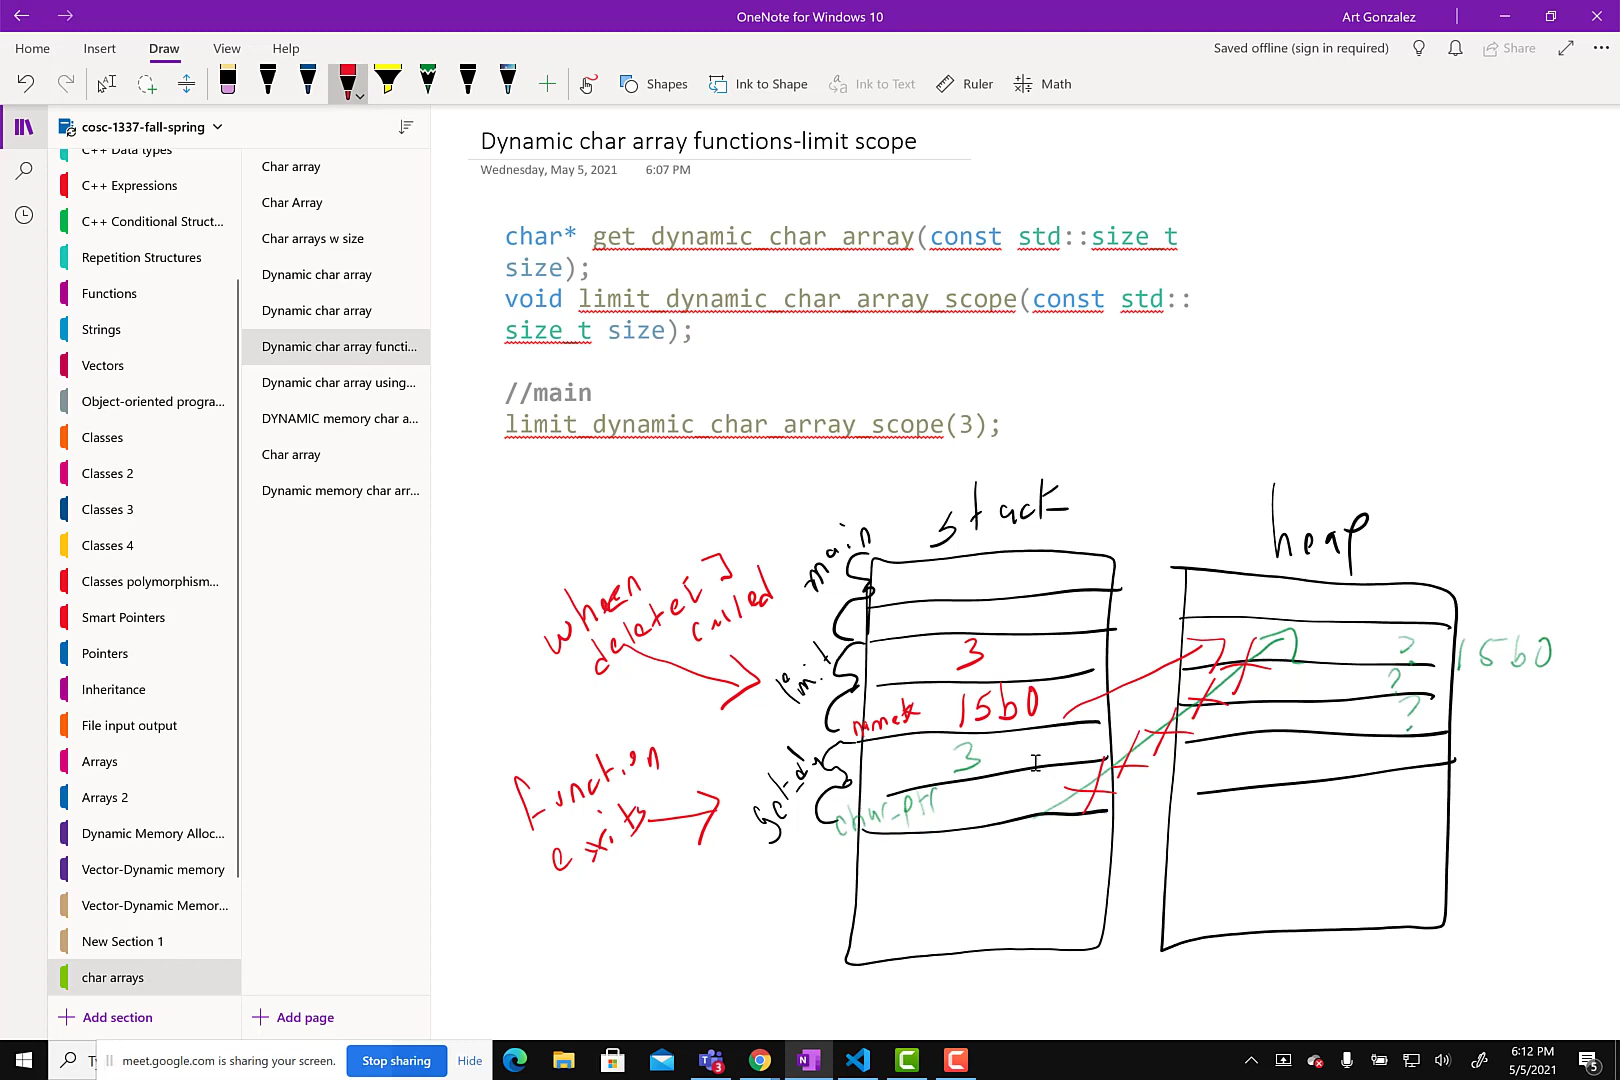 OneNote for Windows 10
Art Gonzalez
Home
Insert
Draw
View
Help
Saved offline (sign in required)
Share
Shapes
Ink to Shape
Ink to Text
Ruler
Math
cosc-1337-fall-spring
C++ Data types
C++ Expressions
C++ Conditional Struct...
Repetition Structures
Functions
Strings
Vectors
Object-oriented progra...
Classes
Classes 2
Classes 3
Classes 4
Classes polymorphism...
Smart Pointers
Pointers
Inheritance
File input output
Arrays
Arrays 2
Dynamic Memory Alloc...
Vector-Dynamic memory
Vector-Dynamic Memor...
New Section 1
char arrays
Add section
Char array
Char Array
Char arrays w size
Dynamic char array
Dynamic char array
Dynamic char array functi...
Dynamic char array using...
DYNAMIC memory char a...
Char array
Dynamic memory char arr...
Add page
Dynamic char array functions-limit scope
Wednesday, May 5, 2021 6:07 PM
char* get_dynamic_char_array(const std::size_t
size);
void limit_dynamic_char_array_scope(const std::
size_t size);
//main
limit_dynamic_char_array_scope(3);
stack
heap
main
when
delete[]
called
limit
3
1560
? 1560
?
?
function
exits
3
char_ptr
meet.google.com is sharing your screen.
Stop sharing
Hide
3
6:12 PM
5/5/2021
5